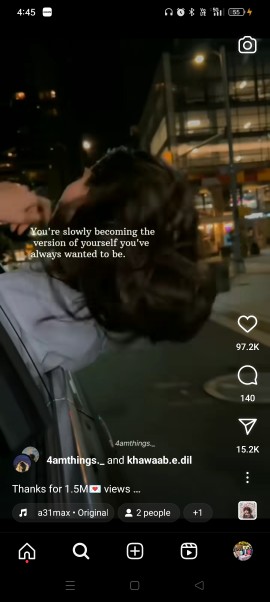 4:45
55
You're slowly becoming the
version of yourself you've
always wanted to be.
97.2K
140
4amthings._
15.2K
4amthings._ and khawaab.e.dil
Thanks for 1.5M💌 views ...
a31max • Original
2 people
+1